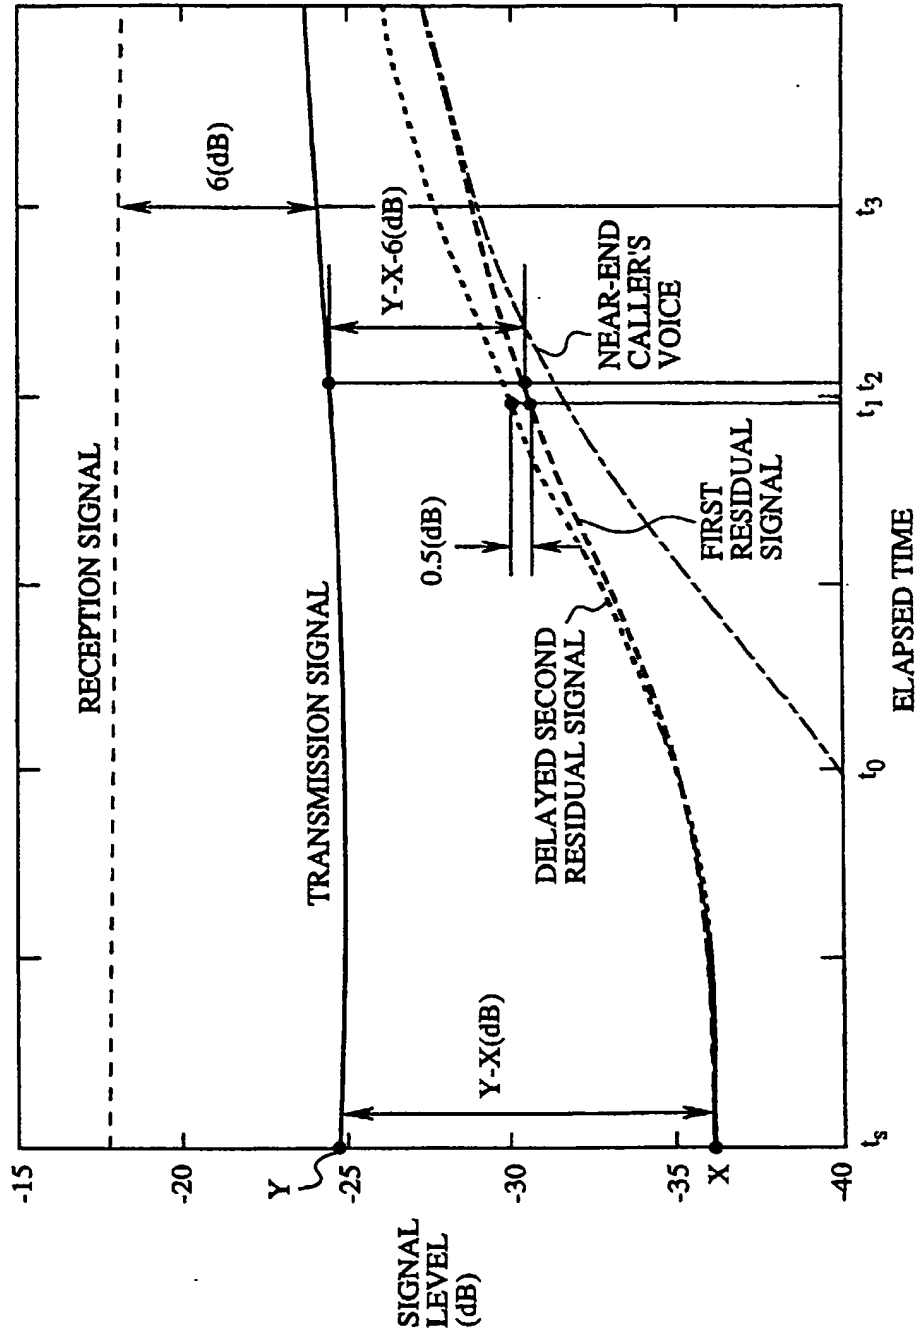 SIGNAL
LEVEL
(dB)
-15
-20
-25
-30
-35
-40
Y
X
RECEPTION SIGNAL
6(dB)
TRANSMISSION SIGNAL
Y-X-6(dB)
Y-X(dB)
0.5(dB)
DELAYED SECOND
RESIDUAL SIGNAL
FIRST
RESIDUAL
SIGNAL
NEAR-END
CALLER'S
VOICE
ts t0 t1 t2 t3
ELAPSED TIME